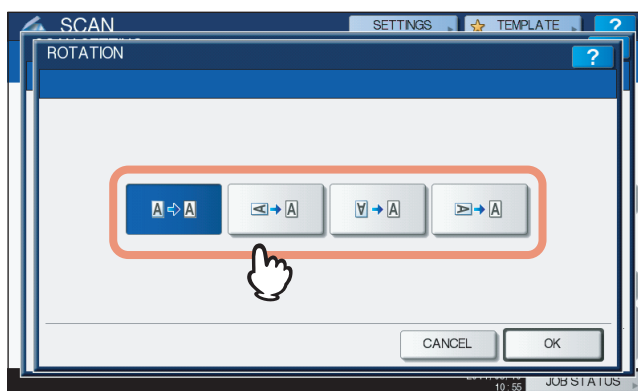 SCAN
SETTINGS
TEMPLATE
?
ROTATION
?
A A
A A
A A
A A
CANCEL
OK
10:55
JOB STATUS